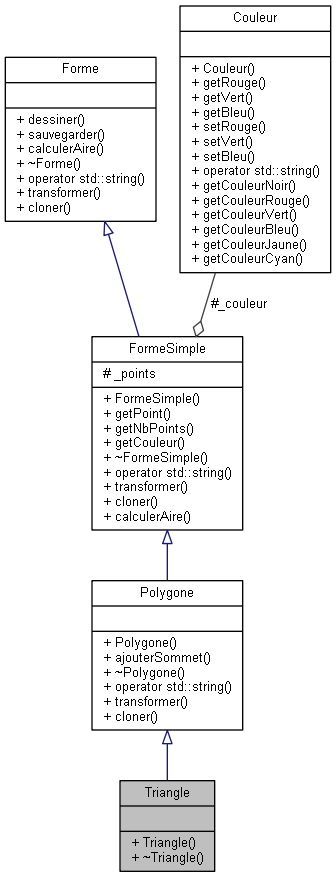 Couleur
+ Couleur()
+ getRouge()
+ getVert()
+ getBleu()
+ setRouge()
+ setVert()
+ setBleu()
+ operator std::string()
+ getCouleurNoir()
+ getCouleurRouge()
+ getCouleurVert()
+ getCouleurBleu()
+ getCouleurJaune()
+ getCouleurCyan()
Forme
+ dessiner()
+ sauvegarder()
+ calculerAire()
+ ~Forme()
+ operator std::string()
+ transformer()
+ cloner()
#_couleur
FormeSimple
# _points
+ FormeSimple()
+ getPoint()
+ getNbPoints()
+ getCouleur()
+ ~FormeSimple()
+ operator std::string()
+ transformer()
+ cloner()
+ calculerAire()
Polygone
+ Polygone()
+ ajouterSommet()
+ ~Polygone()
+ operator std::string()
+ transformer()
+ cloner()
Triangle
+ Triangle()
+ ~Triangle()